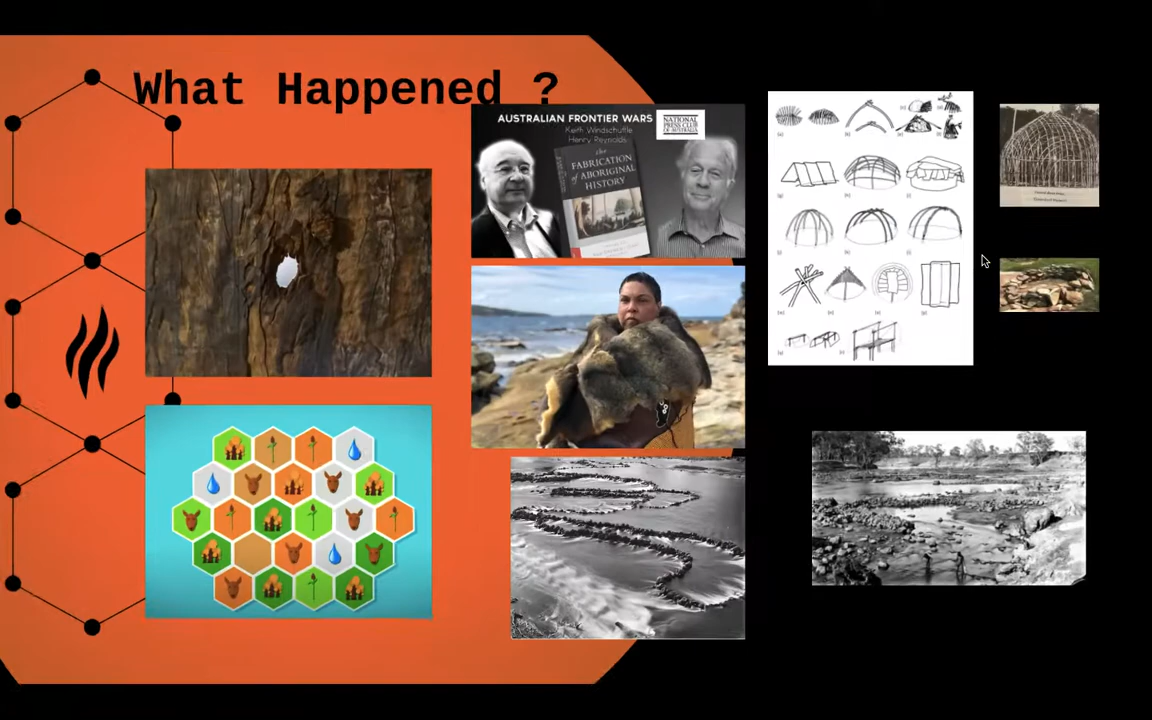 What Happened ?
AUSTRALIAN FRONTIER WARS
Keith Windschuttle
Henry Reynolds
NATIONAL
PRESS CLUB
OF AUSTRALIA
the
FABRICATION
of ABORIGINAL
HISTORY